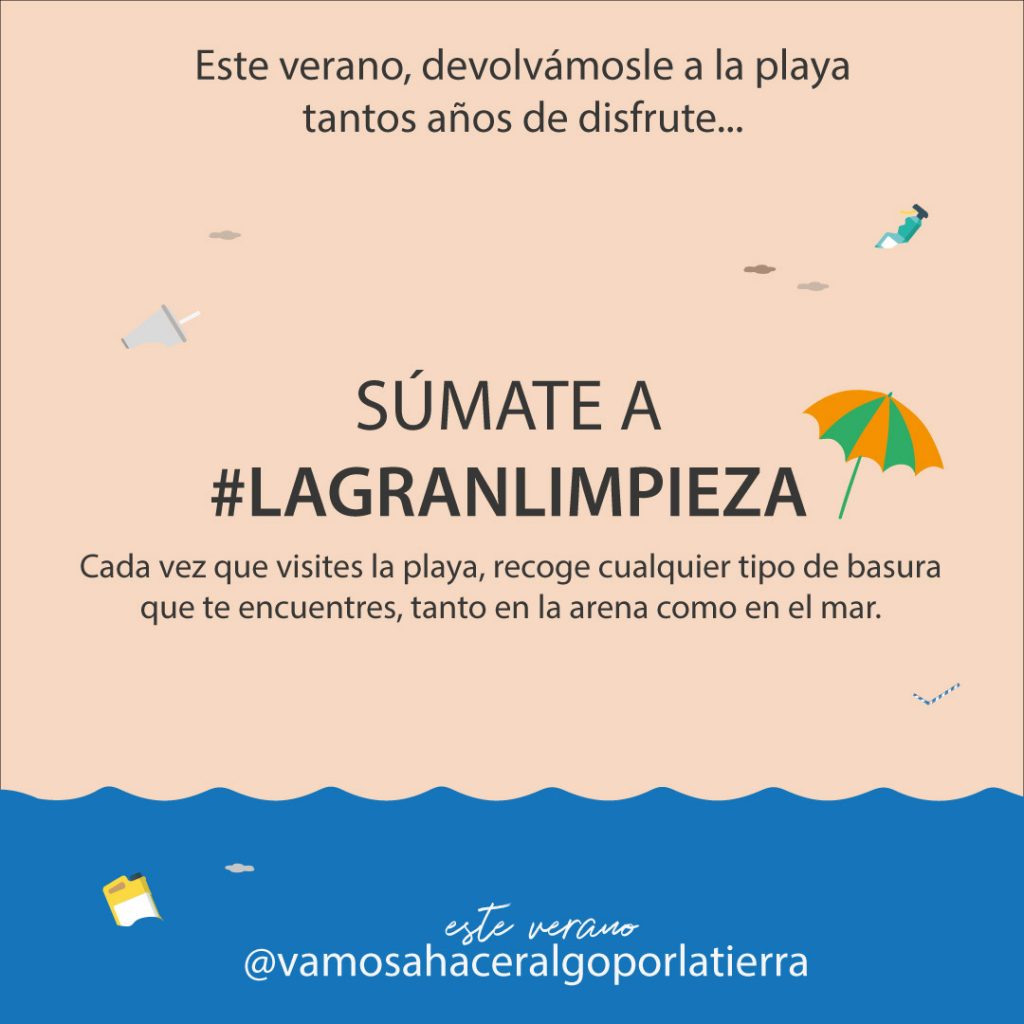 Este verano, devolvámosle a la playa
tantos años de disfrute...
SÚMATE A
#LAGRANLIMPIEZA
Cada vez que visites la playa, recoge cualquier tipo de basura
que te encuentres, tanto en la arena como en el mar.
este verano
@vamosahaceralgoporlatierra